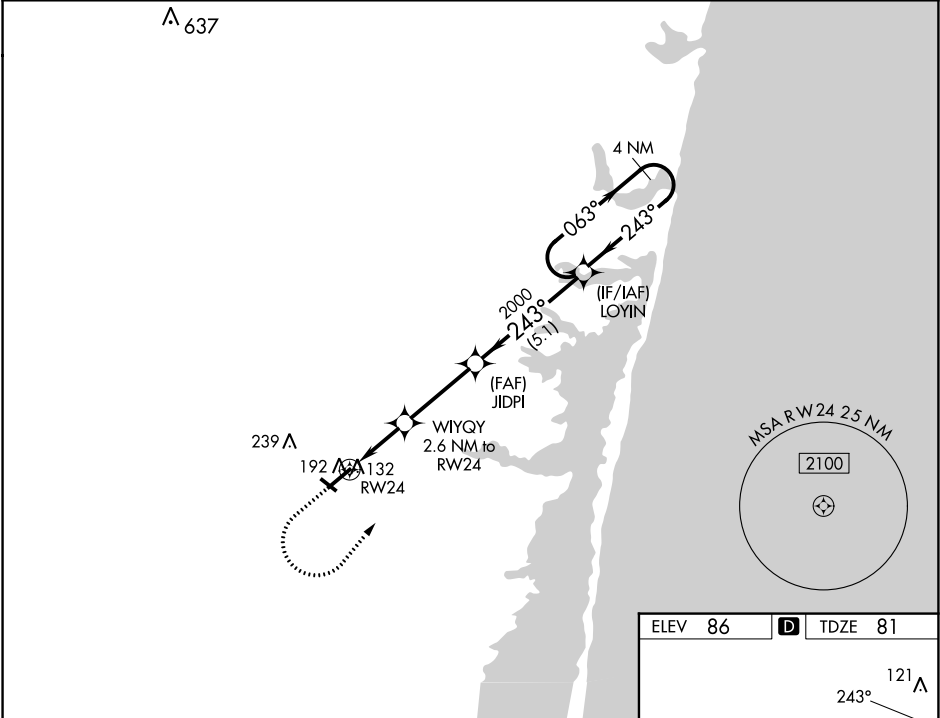 637
4 NM
063°
243°
(IF/IAF)
LOYIN
2000
243°
(5.1)
(FAF)
JIDPI
WIYQY
2.6 NM to
RW24
239
192
132
RW24
MSA RW24 25 NM
2100
ELEV 86 D TDZE 81
121
243°